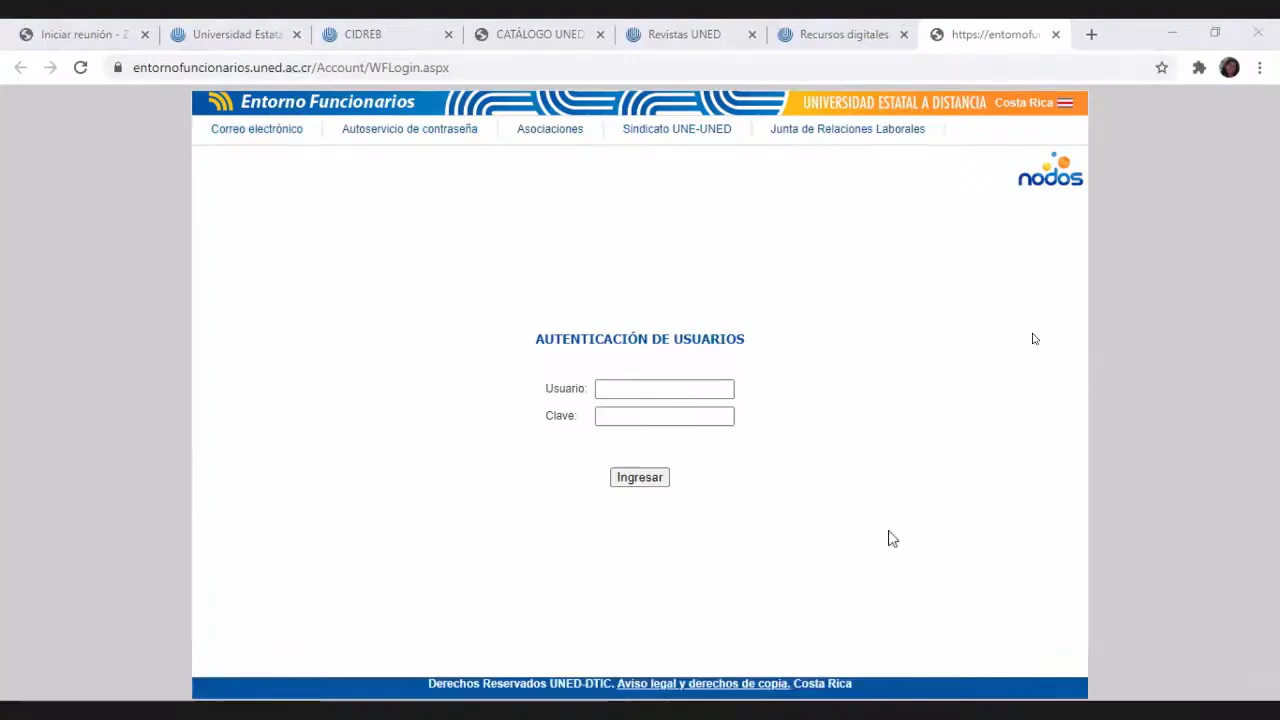 Iniciar reunión - Z
Universidad Estata
CIDREB
CATÁLOGO UNED
Revistas UNED
Recursos digitales
https://entornofu
entornofuncionarios.uned.ac.cr/Account/WFLogin.aspx
Entorno Funcionarios
UNIVERSIDAD ESTATAL A DISTANCIA Costa Rica
Correo electrónico
Autoservicio de contraseña
Asociaciones
Sindicato UNE-UNED
Junta de Relaciones Laborales
nodos
AUTENTICACIÓN DE USUARIOS
Usuario:
Clave:
Ingresar
Derechos Reservados UNED-DTIC. Aviso legal y derechos de copia. Costa Rica